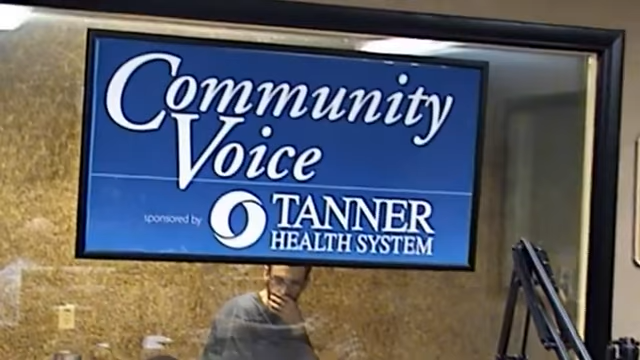 Community
Voice
sponsored by
TANNER
HEALTH SYSTEM